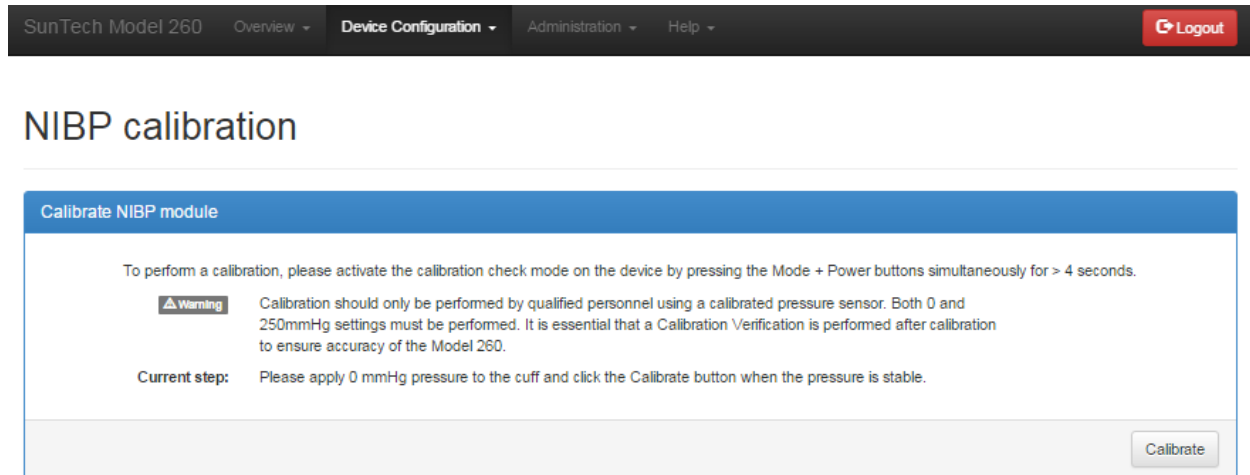 SunTech Model 260 Overview Device Configuration Administration Help Logout
NIBP calibration
Calibrate NIBP module
To perform a calibration, please activate the calibration check mode on the device by pressing the Mode + Power buttons simultaneously for > 4 seconds.
Warning Calibration should only be performed by qualified personnel using a calibrated pressure sensor. Both 0 and
250mmHg settings must be performed. It is essential that a Calibration Verification is performed after calibration
to ensure accuracy of the Model 260.
Current step: Please apply 0 mmHg pressure to the cuff and click the Calibrate button when the pressure is stable.
Calibrate